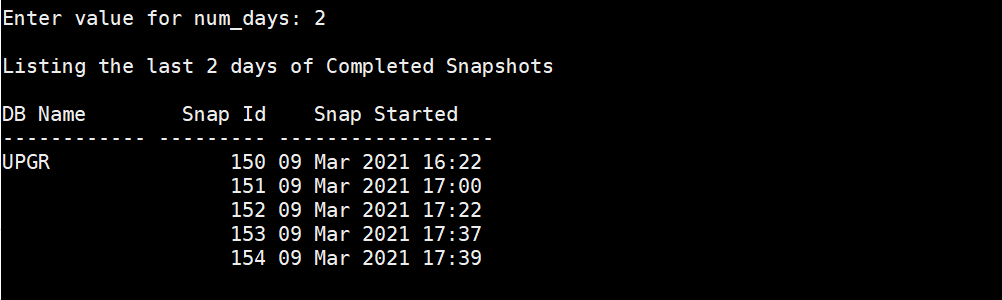 Enter value for num_days: 2
Listing the last 2 days of Completed Snapshots
DB Name        Snap Id    Snap Started
------------ --------- ------------------
UPGR               150 09 Mar 2021 16:22
                   151 09 Mar 2021 17:00
                   152 09 Mar 2021 17:22
                   153 09 Mar 2021 17:37
                   154 09 Mar 2021 17:39